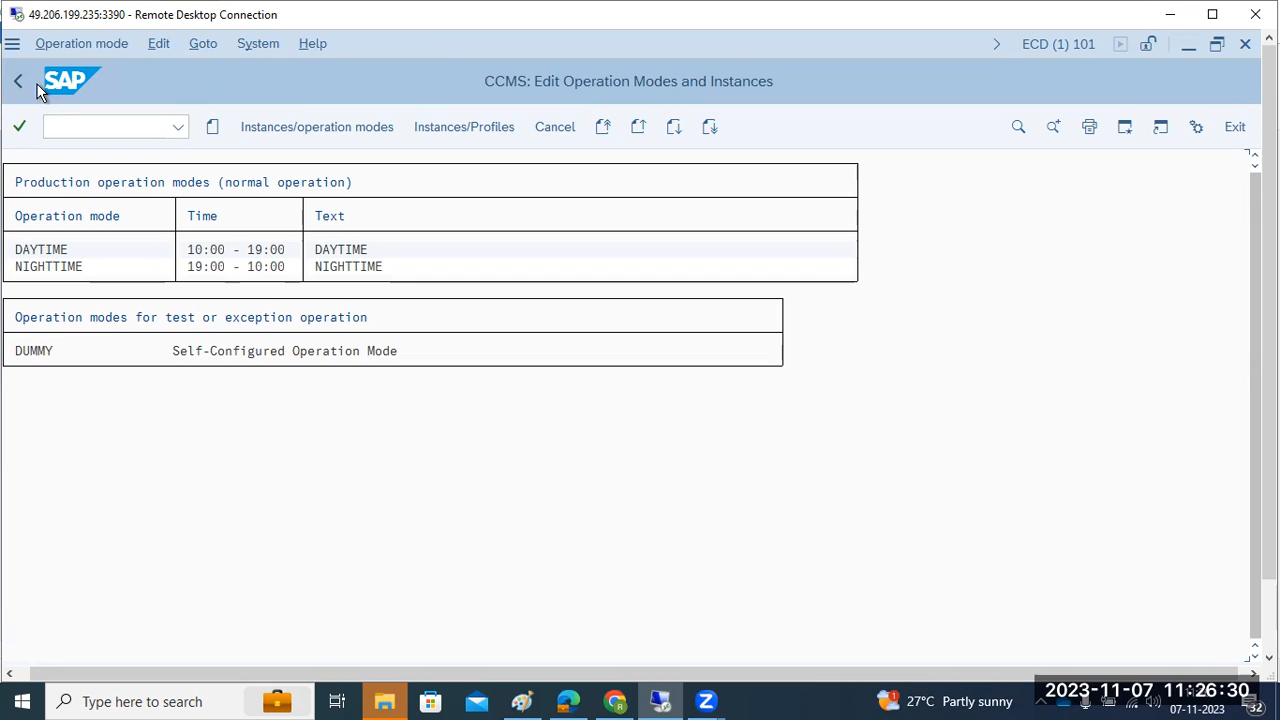 49.206.199.235:3390 - Remote Desktop Connection
Operation mode Edit Goto System Help ECD (1) 101
SAP CCMS: Edit Operation Modes and Instances
Instances/operation modes Instances/Profiles Cancel Exit
Production operation modes (normal operation)
Operation mode Time Text
DAYTIME 10:00 - 19:00 DAYTIME
NIGHTTIME 19:00 - 10:00 NIGHTTIME
Operation modes for test or exception operation
DUMMY Self-Configured Operation Mode
Type here to search 27°C Partly sunny
2023-11-07 11:26:30
07-11-2023 32